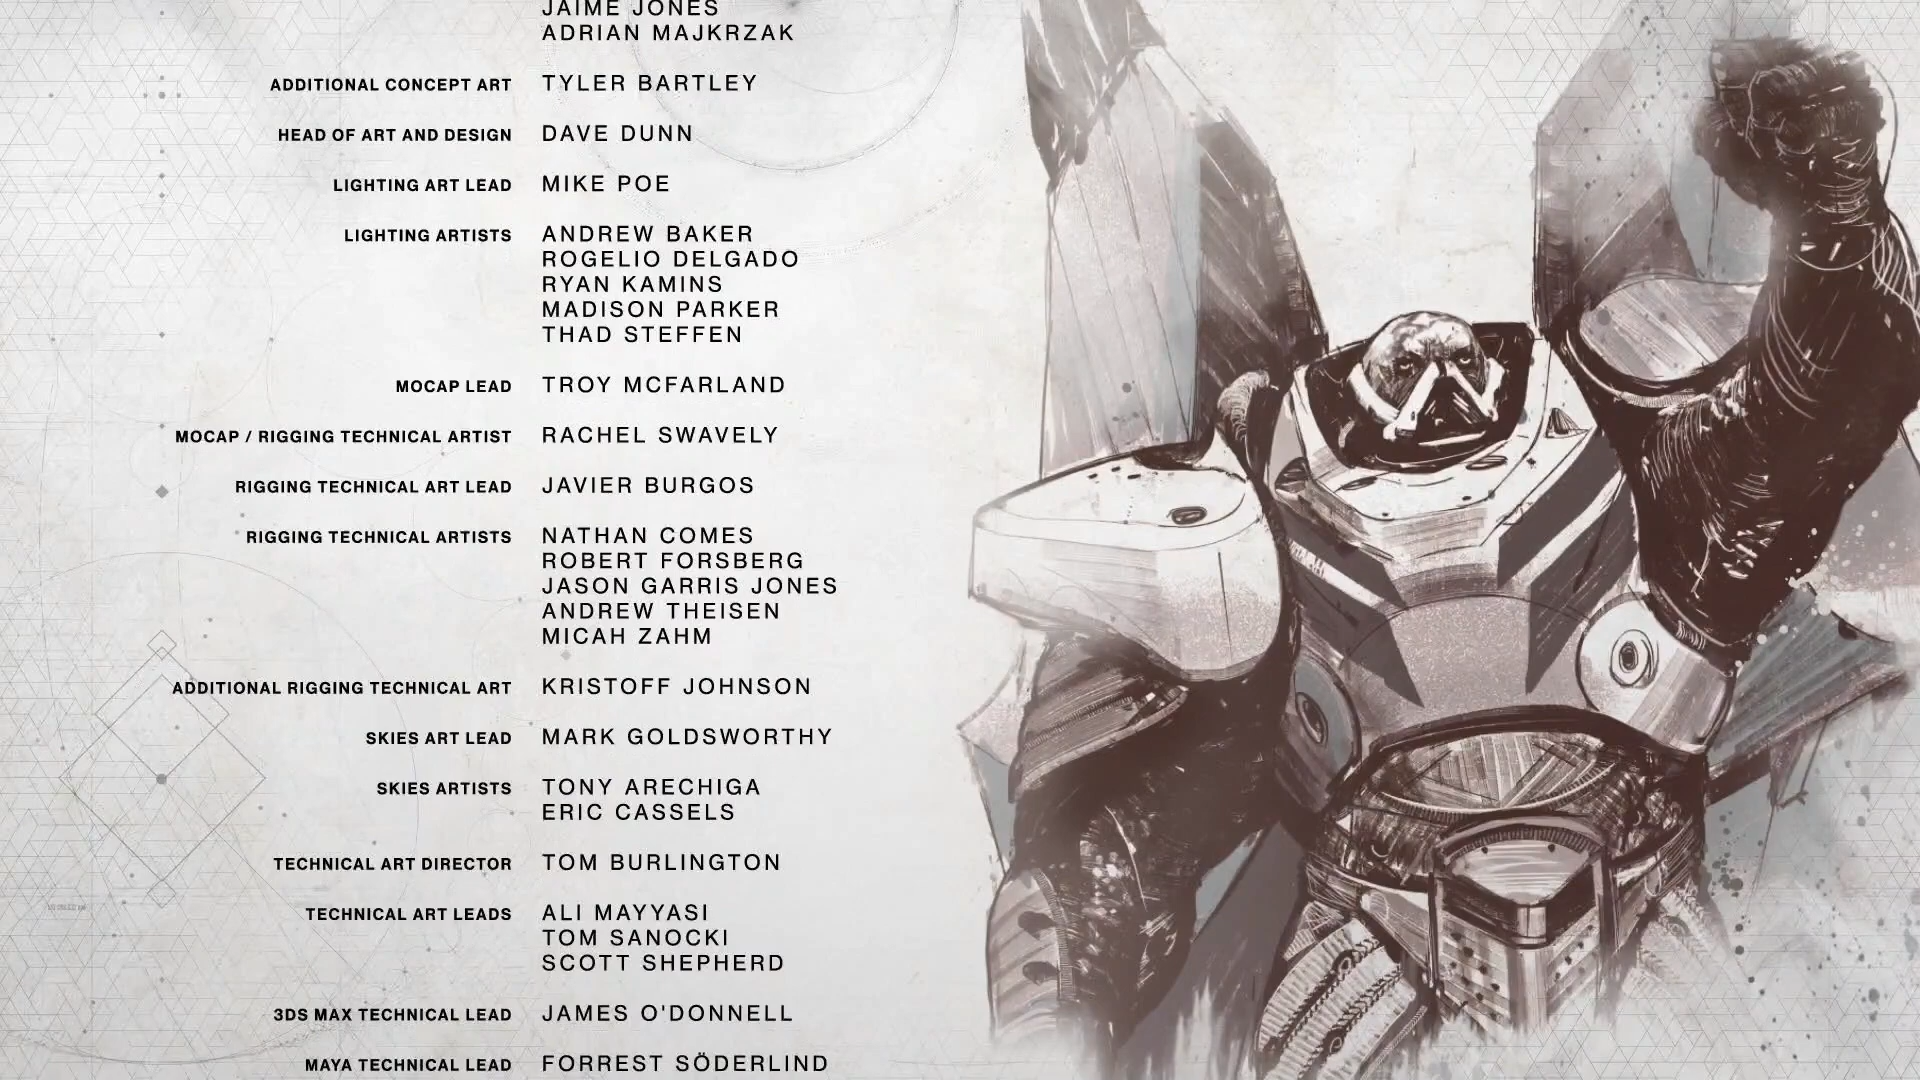 JAIME JONES
ADRIAN MAJKRZAK
ADDITIONAL CONCEPT ART TYLER BARTLEY
HEAD OF ART AND DESIGN DAVE DUNN
LIGHTING ART LEAD MIKE POE
LIGHTING ARTISTS ANDREW BAKER
ROGELIO DELGADO
RYAN KAMINS
MADISON PARKER
THAD STEFFEN
MOCAP LEAD TROY MCFARLAND
MOCAP / RIGGING TECHNICAL ARTIST RACHEL SWAVELY
RIGGING TECHNICAL ART LEAD JAVIER BURGOS
RIGGING TECHNICAL ARTISTS NATHAN COMES
ROBERT FORSBERG
JASON GARRIS JONES
ANDREW THEISEN
MICAH ZAHM
ADDITIONAL RIGGING TECHNICAL ART KRISTOFF JOHNSON
SKIES ART LEAD MARK GOLDSWORTHY
SKIES ARTISTS TONY ARECHIGA
ERIC CASSELS
TECHNICAL ART DIRECTOR TOM BURLINGTON
TECHNICAL ART LEADS ALI MAYYASI
TOM SANOCKI
SCOTT SHEPHERD
3DS MAX TECHNICAL LEAD JAMES O'DONNELL
MAYA TECHNICAL LEAD FORREST SÖDERLIND